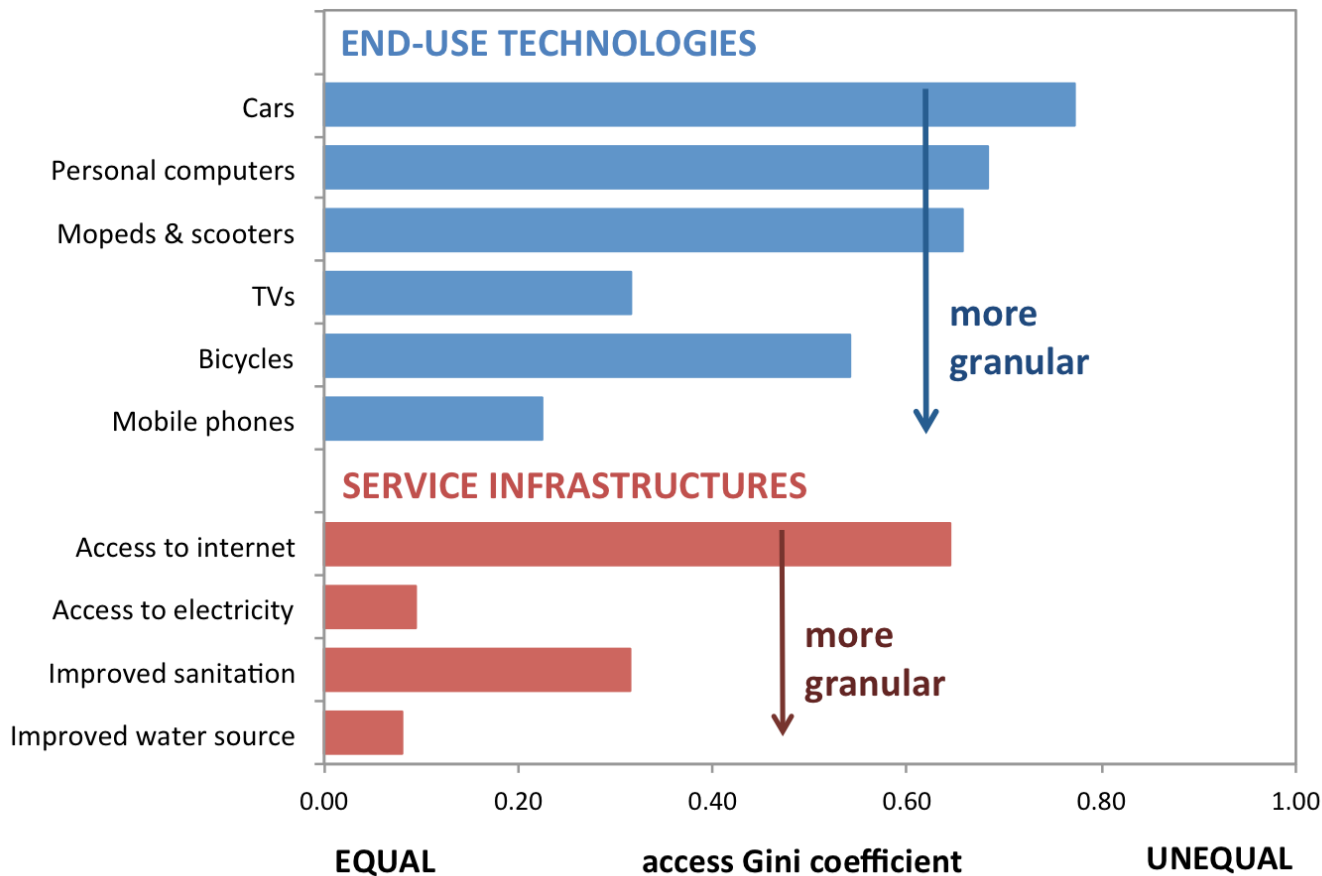 END-USE TECHNOLOGIES
Cars
Personal computers
Mopeds & scooters
TVs
more
Bicycles
granular
Mobile phones
SERVICE INFRASTRUCTURES
Access to internet
Access to electricity
more
Improved sanitation
granular
Improved water source
0.00 0.20 0.40 0.60 0.80 1.00
EQUAL access Gini coefficient UNEQUAL